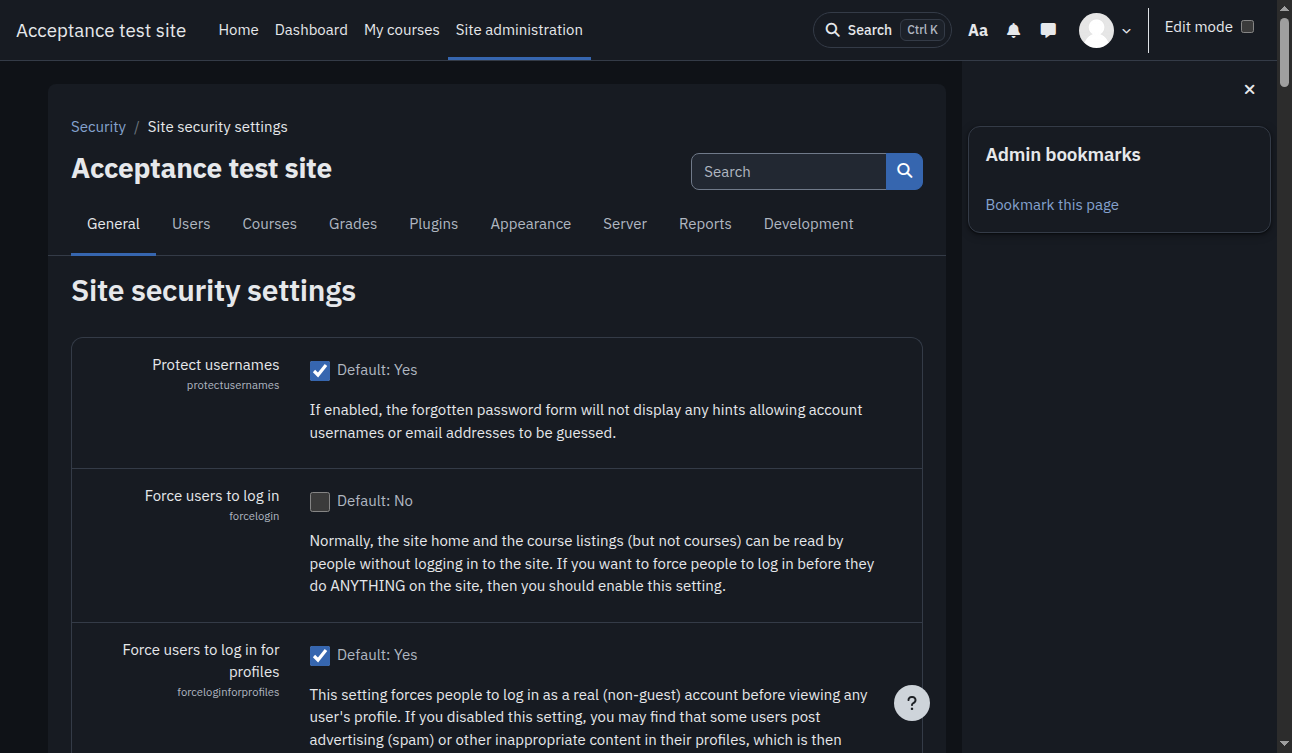 Acceptance test site
Home
Dashboard
My courses
Site administration
Search Ctrl K
Aa
Edit mode
Security / Site security settings
Acceptance test site
Search
General
Users
Courses
Grades
Plugins
Appearance
Server
Reports
Development
Site security settings
Protect usernames
protectusernames
Default: Yes
If enabled, the forgotten password form will not display any hints allowing account
usernames or email addresses to be guessed.
Force users to log in
forcelogin
Default: No
Normally, the site home and the course listings (but not courses) can be read by
people without logging in to the site. If you want to force people to log in before they
do ANYTHING on the site, then you should enable this setting.
Force users to log in for
profiles
forceloginforprofiles
Default: Yes
This setting forces people to log in as a real (non-guest) account before viewing any
user's profile. If you disabled this setting, you may find that some users post
advertising (spam) or other inappropriate content in their profiles, which is then
?
Admin bookmarks
Bookmark this page